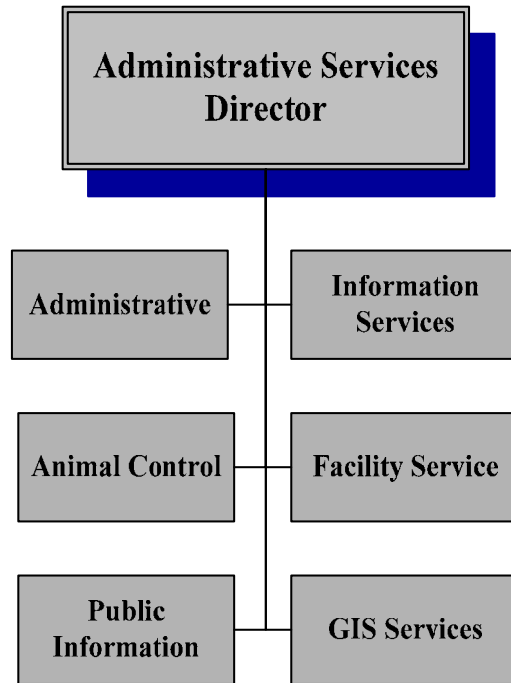 Administrative Services
Director
Administrative
Information
Services
Animal Control
Facility Service
Public
Information
GIS Services